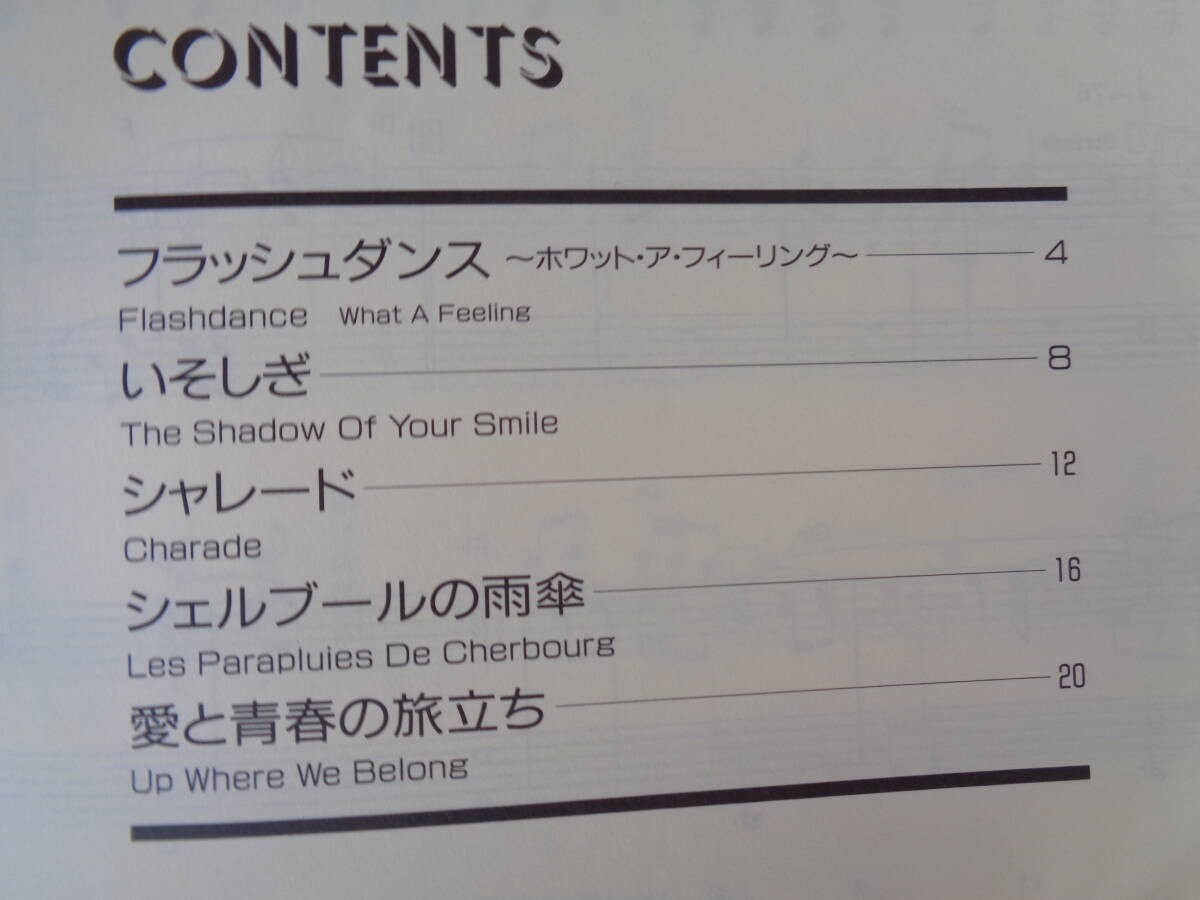 CONTENTS
フラッシュダンス ～ホワット・ア・フィーリング～ 4
Flashdance What A Feeling
いそしぎ 8
The Shadow Of Your Smile
シャレード 12
Charade
シェルブールの雨傘 16
Les Parapluies De Cherbourg
愛と青春の旅立ち 20
Up Where We Belong